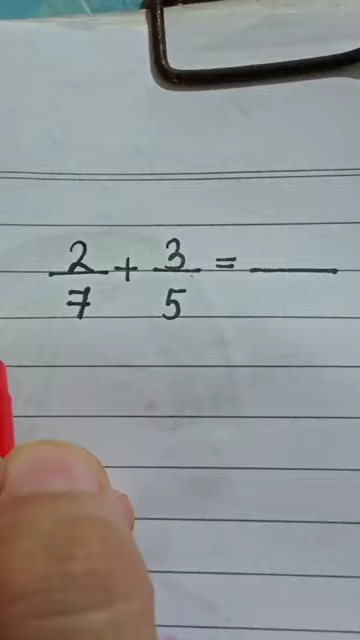 2/7 + 3/5 = ____